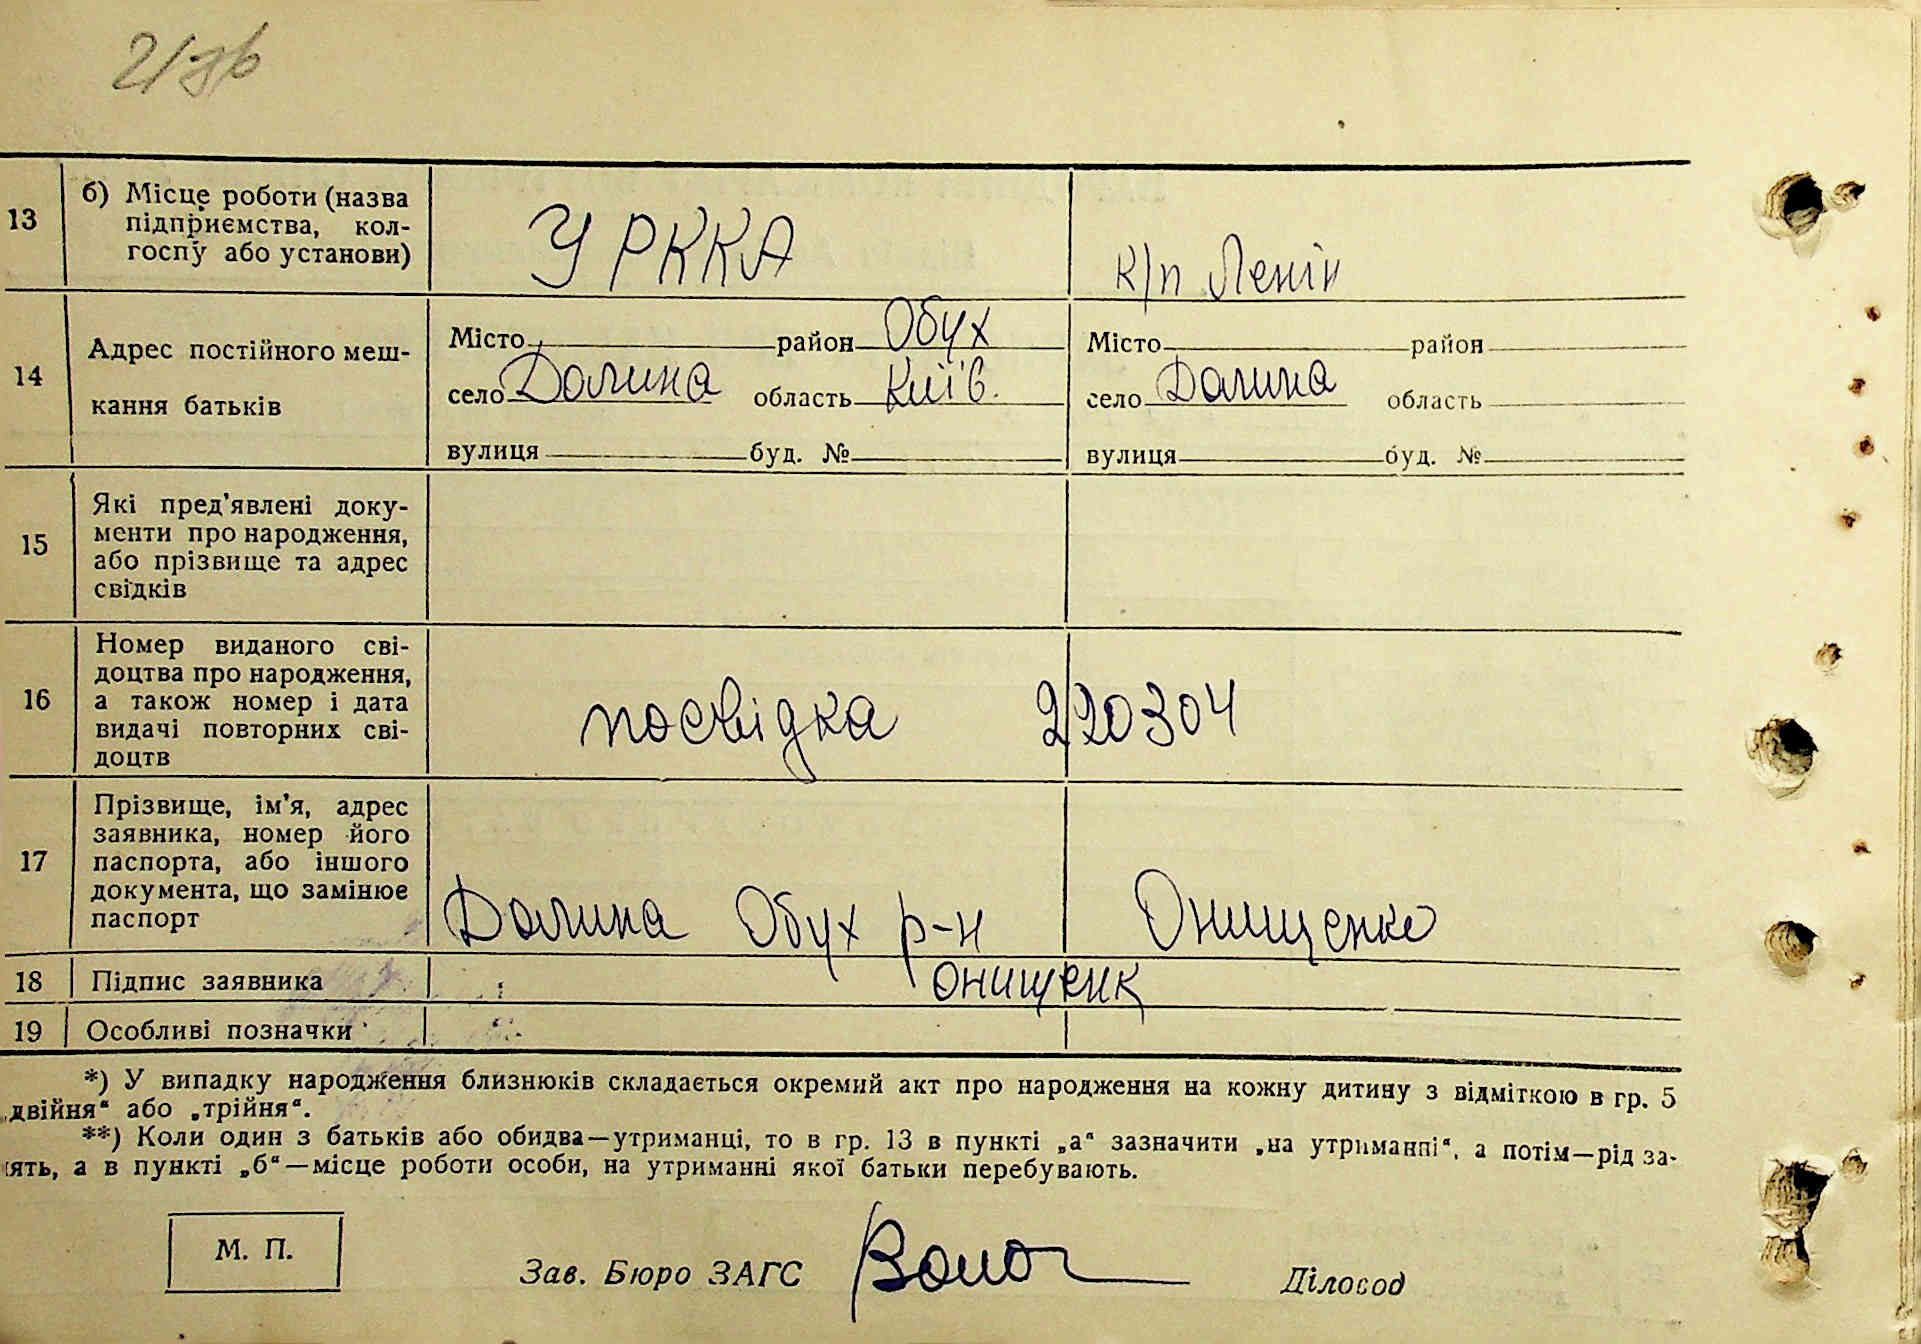 13 б) Місце роботи (назва
підприємства, кол-
госпу або установи)
У РККА
к/п Ленін
14 Адрес постійного меш-
кання батьків
Місто район Обух
село Долина область Київ.
вулиця буд. №
Місто район
село Долина область
вулиця буд. №
15 Які пред'явлені доку-
менти про народження,
або прізвище та адрес
свідків
16 Номер виданого сві-
доцтва про народження,
а також номер і дата
видачі повторних сві-
доцтв
посвідка 220304
17 Прізвище, ім'я, адрес
заявника, номер його
паспорта, або іншого
документа, що замінює
паспорт
Долина Обух р-н Онищенко
18 Підпис заявника онищенк
19 Особливі позначки
*) У випадку народження близнюків складається окремий акт про народження на кожну дитину з відміткою в гр. 5
„двійня“ або „трійня“.
**) Коли один з батьків або обидва—утриманці, то в гр. 13 в пункті „а“ зазначити „на утриманні“, а потім—рід за-
нять, а в пункті „б“—місце роботи особи, на утриманні якої батьки перебувають.
М. П.
Зав. Бюро ЗАГС
Діловод